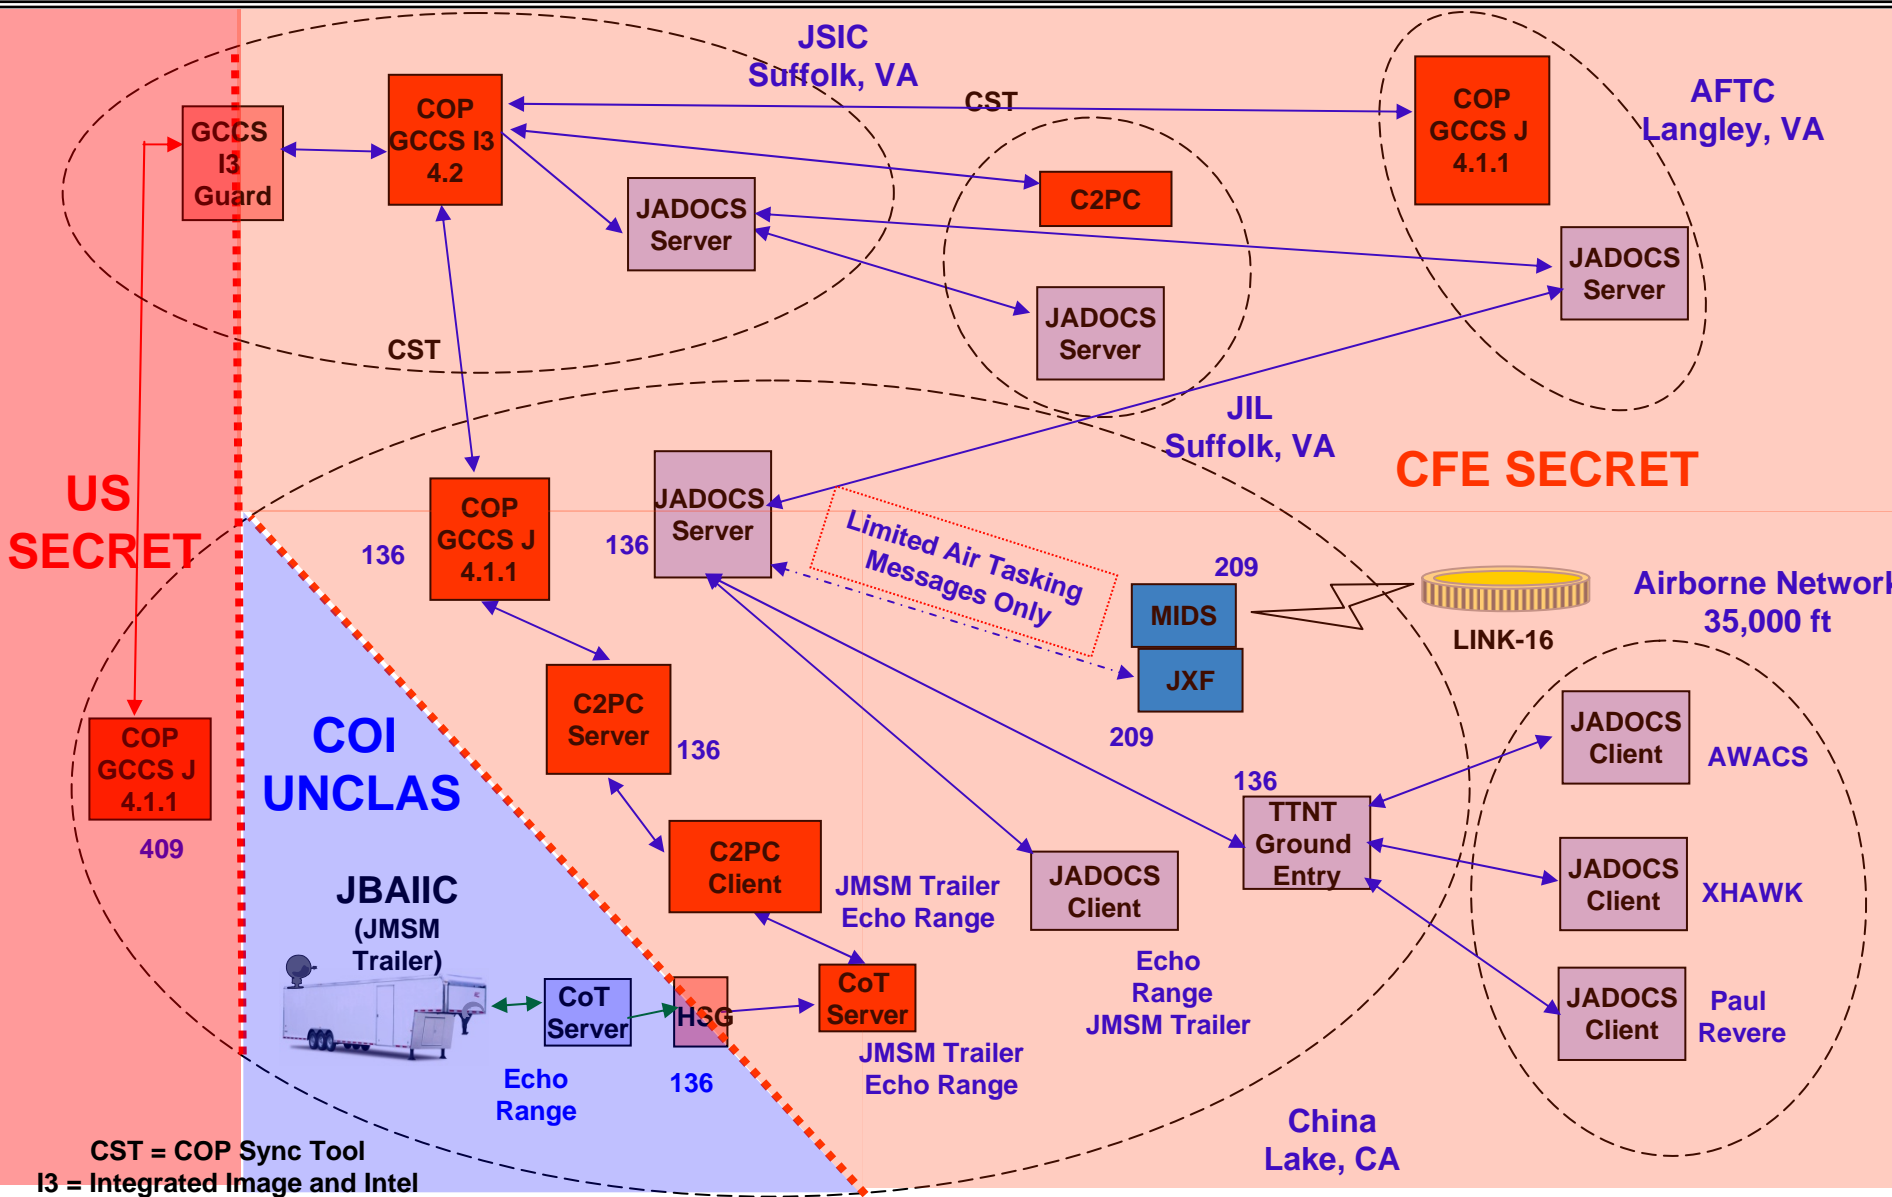 JSIC
Suffolk, VA
AFTC
Langley, VA
CST
COP
GCCS I3
4.2
COP
GCCS J
4.1.1
GCCS
I3
Guard
C2PC
JADOCS
Server
JADOCS
Server
JADOCS
Server
CST
JIL
Suffolk, VA
CFE SECRET
US
SECRET
COP
GCCS J
4.1.1
136
JADOCS
Server
136
Limited Air Tasking
Messages Only
209
MIDS
JXF
209
LINK-16
Airborne Network
35,000 ft
C2PC
Server
136
COI
UNCLAS
COP
GCCS J
4.1.1
409
JADOCS
Client
AWACS
136
TTNT
Ground
Entry
C2PC
Client
JMSM Trailer
Echo Range
JADOCS
Client
Echo
Range
JMSM Trailer
JADOCS
Client
XHAWK
JBAIIC
(JMSM
Trailer)
CoT
Server
HSG
CoT
Server
JMSM Trailer
Echo Range
JADOCS
Client
Paul
Revere
Echo
Range
136
China
Lake, CA
CST = COP Sync Tool
I3 = Integrated Image and Intel